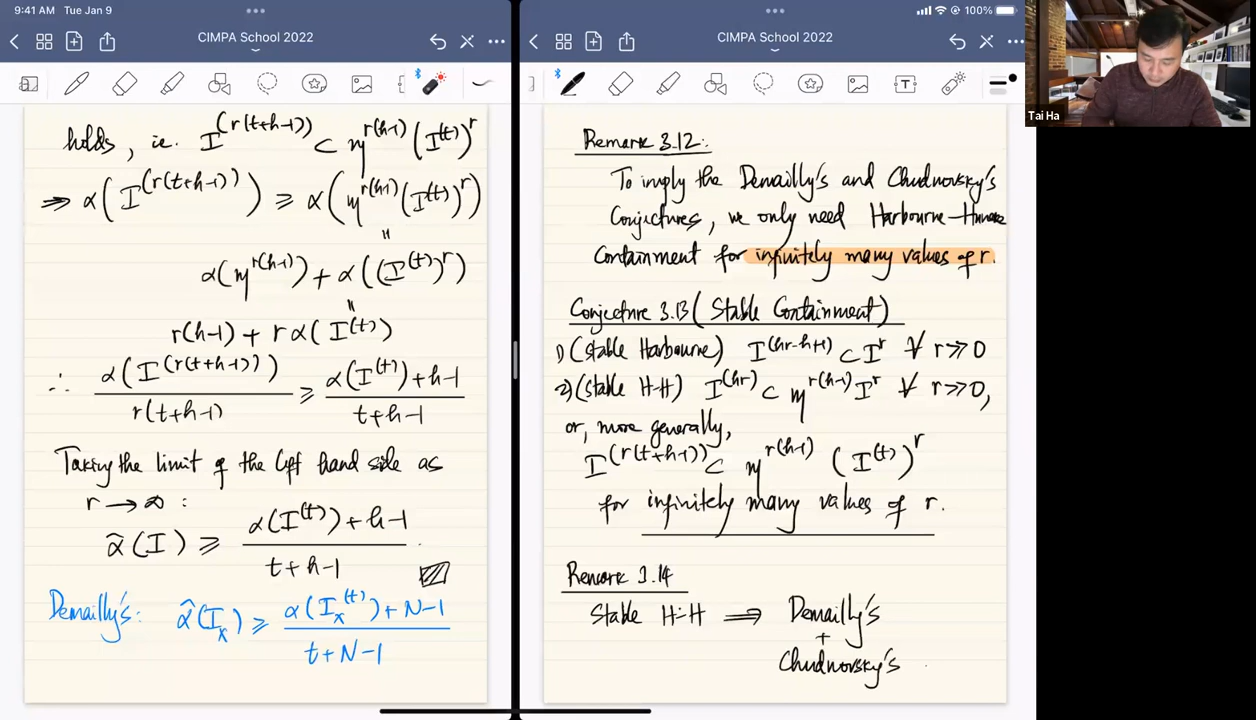 9:41 AM Tue Jan 9
100%
CIMPA School 2022
CIMPA School 2022
Tai Ha
holds, ie. I^(r(t+h-1)) ⊂ m^r(h-1) (I^(t))^r
⇒ α(I^(r(t+h-1))) ≥ α(m^r(h-1) (I^(t))^r)
"
α(m^r(h-1)) + α((I^(t))^r)
"
r(h-1) + r α(I^(t))
∴ α(I^(r(t+h-1))) / r(t+h-1) ≥ α(I^(t))+h-1 / t+h-1
Taking the limit of the left hand side as
r → ∞ :
α̂(I) ≥ α(I^(t))+h-1 / t+h-1 .
Demailly's: α̂(I_X) ≥ α(I_X^(t))+N-1 / t+N-1
Remark 3.12:
To imply the Demailly's and Chudnovsky's
Conjectures, we only need Harbourne-Huneke
Containment for infinitely many values of r.
Conjecture 3.13 (Stable Containment)
1) (stable Harbourne) I^(hr-h+1) ⊂ I^r ∀ r≫0
2) (stable H-H) I^(hr) ⊂ m^r(h-1) I^r ∀ r≫0,
or, more generally,
I^(r(t+h-1)) ⊂ m^r(h-1) (I^(t))^r
for infinitely many values of r.
Remark 3.14
Stable H-H ⟹ Demailly's
+
Chudnovsky's